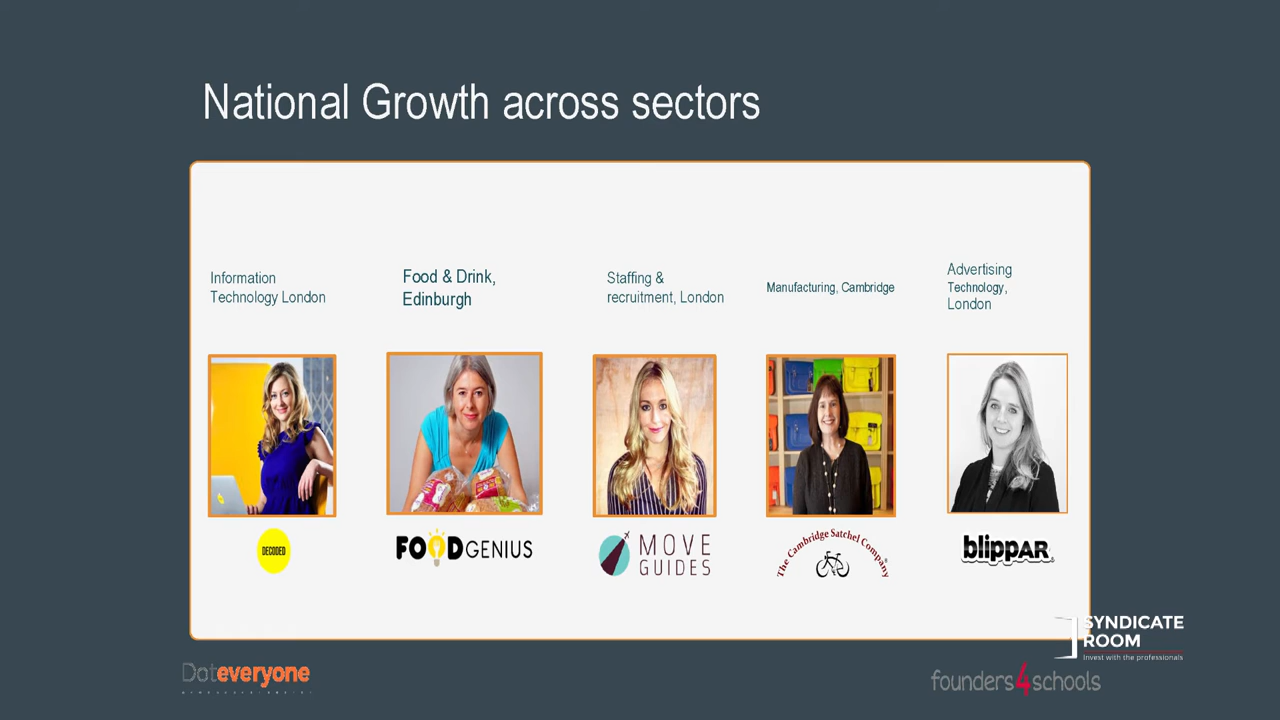 National Growth across sectors
Information
Technology London
Food & Drink,
Edinburgh
Staffing &
recruitment, London
Manufacturing, Cambridge
Advertising
Technology,
London
DECODED
FOODGENIUS
MOVE
GUIDES
The Cambridge Satchel Company
blippAR
SYNDICATE
ROOM
Invest with the professionals
Doteveryone
founders4schools